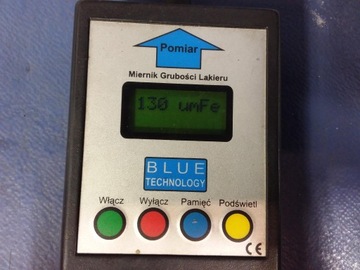 Pomiar
Miernik Grubości Lakieru
130 umFe
BLUE
TECHNOLOGY
Włącz Wyłącz Pamięć Podświetl
CE